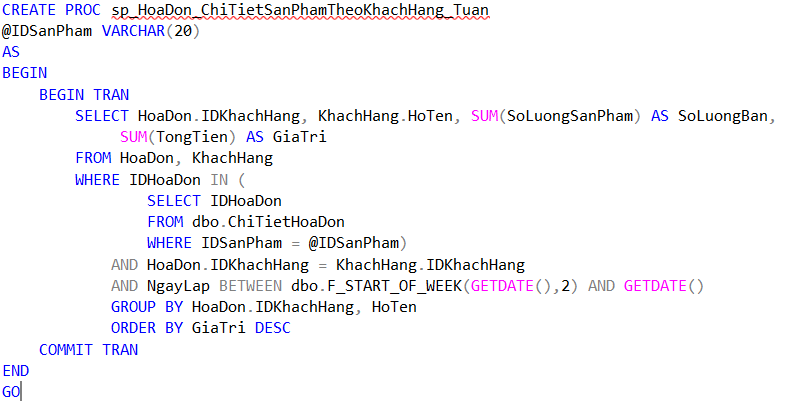 CREATE PROC sp_HoaDon_ChiTietSanPhamTheoKhachHang_Tuan
@IDSanPham VARCHAR(20)
AS
BEGIN
    BEGIN TRAN
        SELECT HoaDon.IDKhachHang, KhachHang.HoTen, SUM(SoLuongSanPham) AS SoLuongBan,
             SUM(TongTien) AS GiaTri
        FROM HoaDon, KhachHang
        WHERE IDHoaDon IN (
                SELECT IDHoaDon
                FROM dbo.ChiTietHoaDon
                WHERE IDSanPham = @IDSanPham)
            AND HoaDon.IDKhachHang = KhachHang.IDKhachHang
            AND NgayLap BETWEEN dbo.F_START_OF_WEEK(GETDATE(),2) AND GETDATE()
            GROUP BY HoaDon.IDKhachHang, HoTen
            ORDER BY GiaTri DESC
    COMMIT TRAN
END
GO